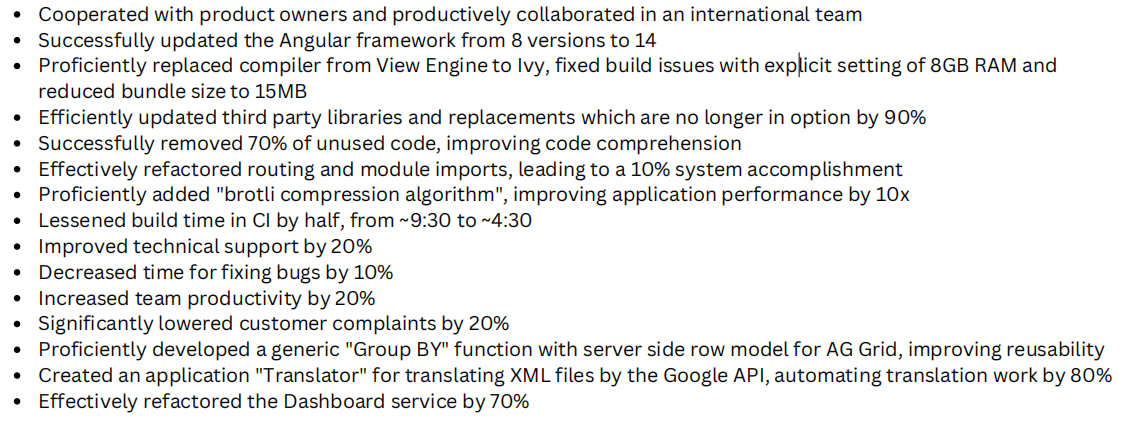 • Cooperated with product owners and productively collaborated in an international team
• Successfully updated the Angular framework from 8 versions to 14
• Proficiently replaced compiler from View Engine to Ivy, fixed build issues with explicit setting of 8GB RAM and
reduced bundle size to 15MB
• Efficiently updated third party libraries and replacements which are no longer in option by 90%
• Successfully removed 70% of unused code, improving code comprehension
• Effectively refactored routing and module imports, leading to a 10% system accomplishment
• Proficiently added "brotli compression algorithm", improving application performance by 10x
• Lessened build time in CI by half, from ~9:30 to ~4:30
• Improved technical support by 20%
• Decreased time for fixing bugs by 10%
• Increased team productivity by 20%
• Significantly lowered customer complaints by 20%
• Proficiently developed a generic "Group BY" function with server side row model for AG Grid, improving reusability
• Created an application "Translator" for translating XML files by the Google API, automating translation work by 80%
• Effectively refactored the Dashboard service by 70%